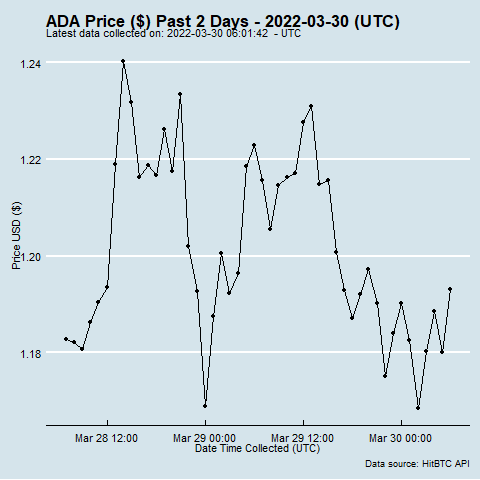 ADA Price ($) Past 2 Days - 2022-03-30 (UTC)
Latest data collected on: 2022-03-30 06:01:42 - UTC
1.24
1.22
1.20
1.18
Price USD ($)
Mar 28 12:00 Mar 29 00:00 Mar 29 12:00 Mar 30 00:00
Date Time Collected (UTC)
Data source: HitBTC API